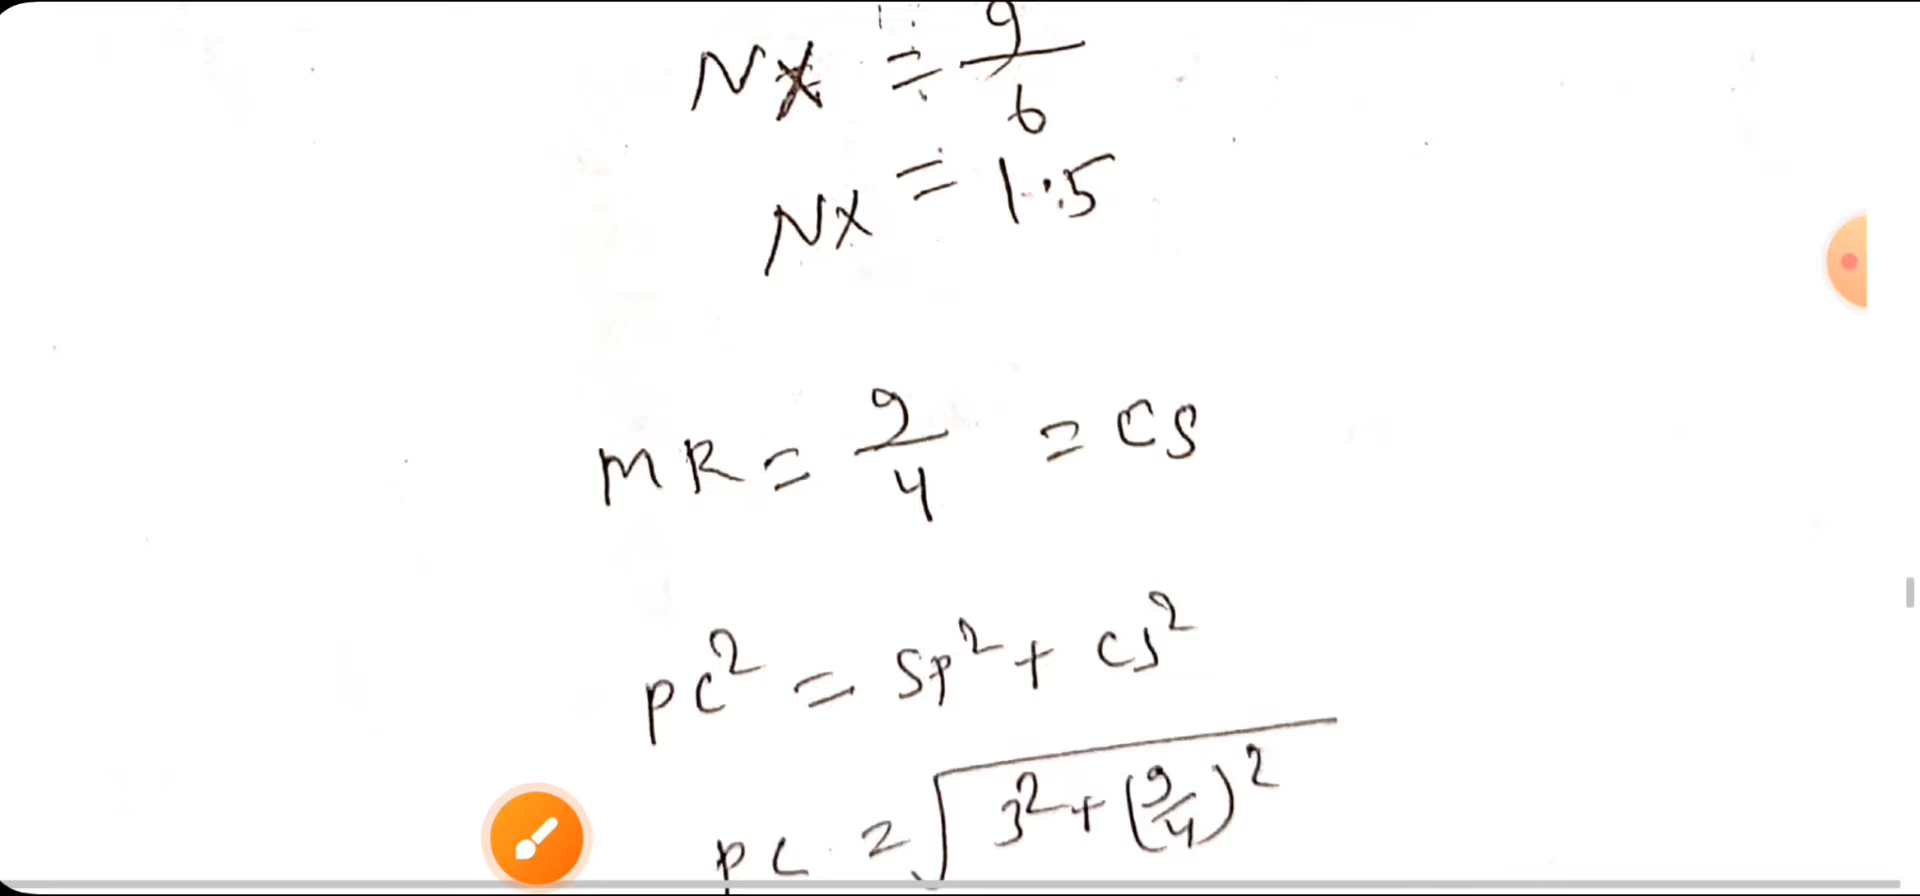 NX = 9/6
NX = 1.5
MR = 9/4 = CS
PC² = SP² + CS²
PC = √(3² + (9/4)²)